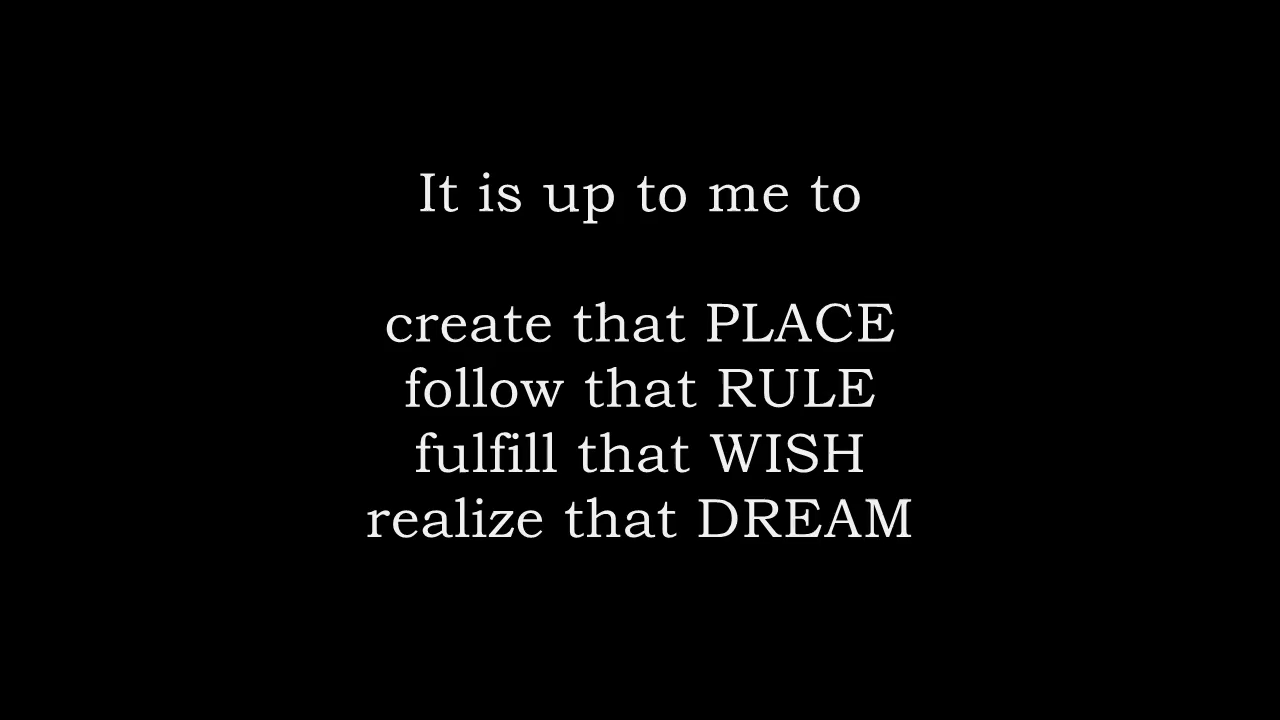 It is up to me to
create that PLACE
follow that RULE
fulfill that WISH
realize that DREAM